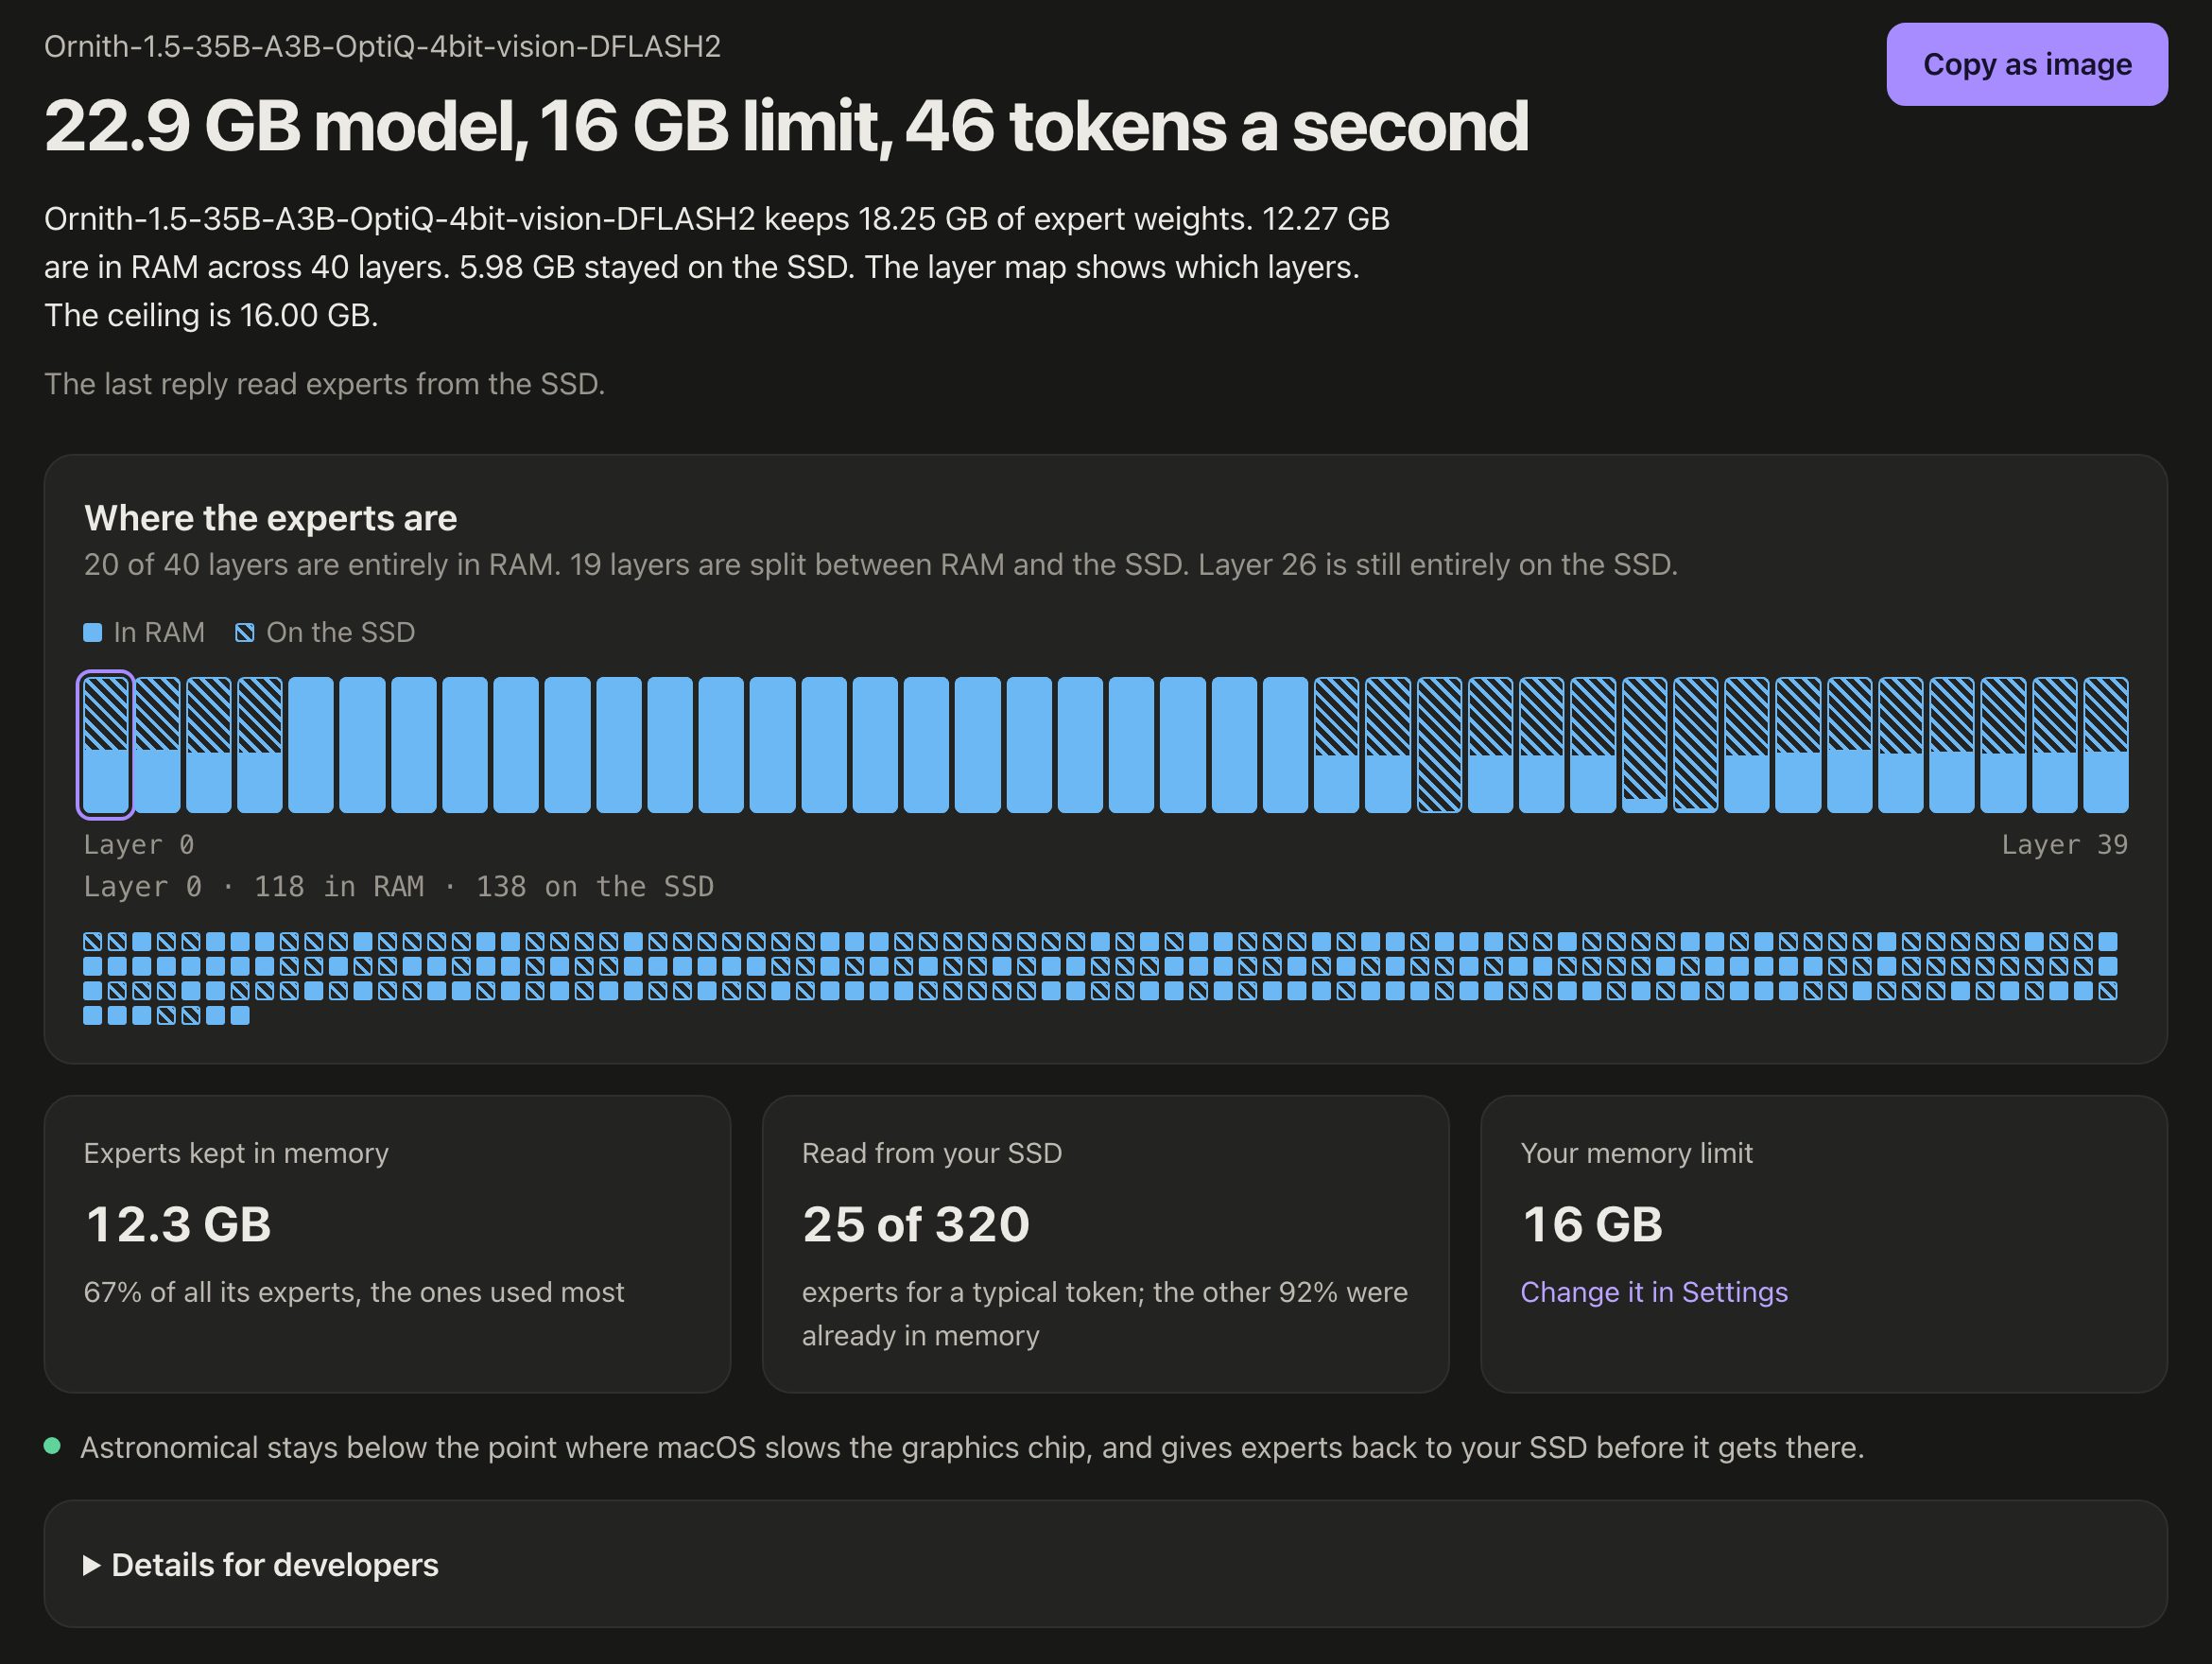 Ornith-1.5-35B-A3B-OptiQ-4bit-vision-DFLASH2
Copy as image
22.9 GB model, 16 GB limit, 46 tokens a second
Ornith-1.5-35B-A3B-OptiQ-4bit-vision-DFLASH2 keeps 18.25 GB of expert weights. 12.27 GB
are in RAM across 40 layers. 5.98 GB stayed on the SSD. The layer map shows which layers.
The ceiling is 16.00 GB.
The last reply read experts from the SSD.
Where the experts are
20 of 40 layers are entirely in RAM. 19 layers are split between RAM and the SSD. Layer 26 is still entirely on the SSD.
In RAM On the SSD
Layer 0 Layer 39
Layer 0 · 118 in RAM · 138 on the SSD
Experts kept in memory
12.3 GB
67% of all its experts, the ones used most
Read from your SSD
25 of 320
experts for a typical token; the other 92% were
already in memory
Your memory limit
16 GB
Change it in Settings
Astronomical stays below the point where macOS slows the graphics chip, and gives experts back to your SSD before it gets there.
Details for developers